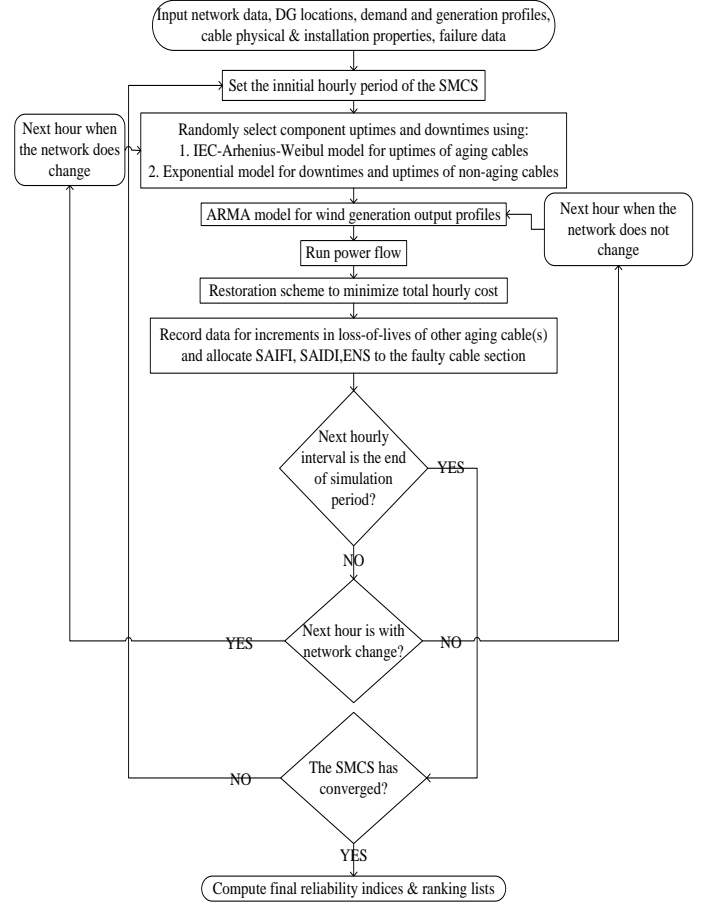 Input network data, DG locations, demand and generation profiles,
cable physical & installation properties, failure data
Set the innitial hourly period of the SMCS
Next hour when
the network does
change
Randomly select component uptimes and downtimes using:
1. IEC-Arhenius-Weibul model for uptimes of aging cables
2. Exponential model for downtimes and uptimes of non-aging cables
ARMA model for wind generation output profiles
Next hour when the
network does not
change
Run power flow
Restoration scheme to minimize total hourly cost
Record data for increments in loss-of-lives of other aging cable(s)
and allocate SAIFI, SAIDI,ENS to the faulty cable section
Next hourly
interval is the end
of simulation
period?
YES
NO
Next hour is with
network change?
YES
NO
The SMCS has
converged?
NO
YES
Compute final reliability indices & ranking lists